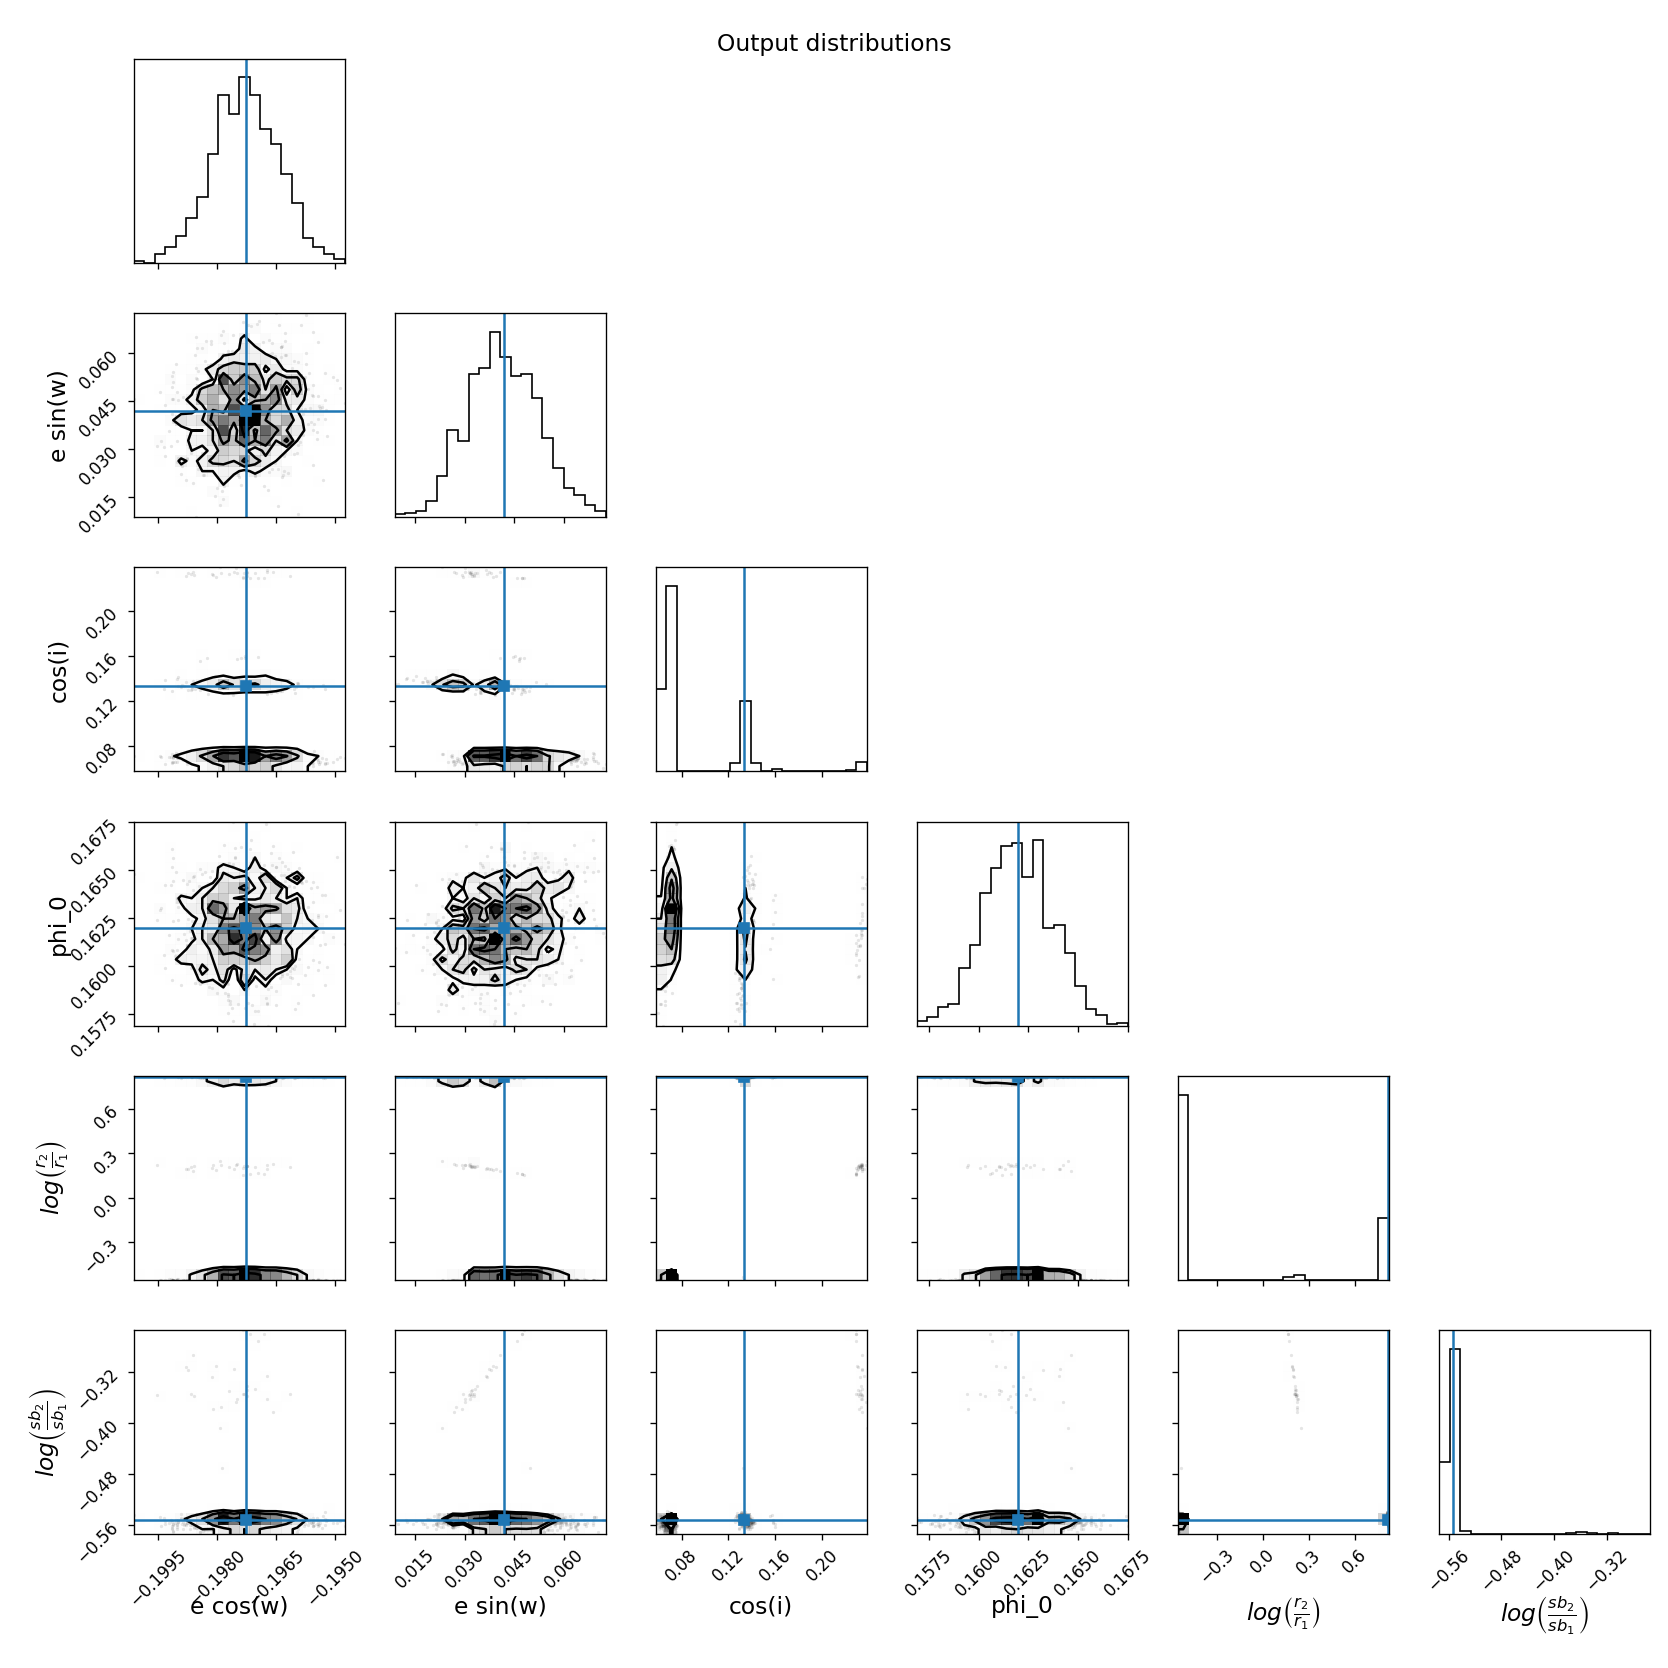 Output distributions
e sin(w)
0.060
0.045
0.030
0.015
cos(i)
0.20
0.16
0.12
0.08
phi_0
0.1675
0.1650
0.1625
0.1600
0.1575
log(r2/r1)
0.6
0.3
0.0
−0.3
log(sb2/sb1)
−0.32
−0.40
−0.48
−0.56
−0.1995 −0.1980 −0.1965 −0.1950
0.015 0.030 0.045 0.060
0.08 0.12 0.16 0.20
0.1575 0.1600 0.1625 0.1650 0.1675
−0.3 0.0 0.3 0.6
−0.56 −0.48 −0.40 −0.32
e cos(w) e sin(w) cos(i) phi_0 log(r2/r1) log(sb2/sb1)